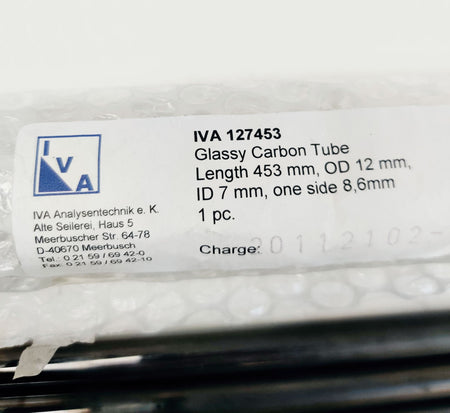 IVA
IVA Analysentechnik e. K.
Alte Seilerei, Haus 5
Meerbuscher Str. 64-78
D-40670 Meerbusch
Tel.: 0 21 59 / 69 42-0
Fax: 0 21 59 / 69 42-10
IVA 127453
Glassy Carbon Tube
Length 453 mm, OD 12 mm,
ID 7 mm, one side 8,6mm
1 pc.
Charge: 20112102-